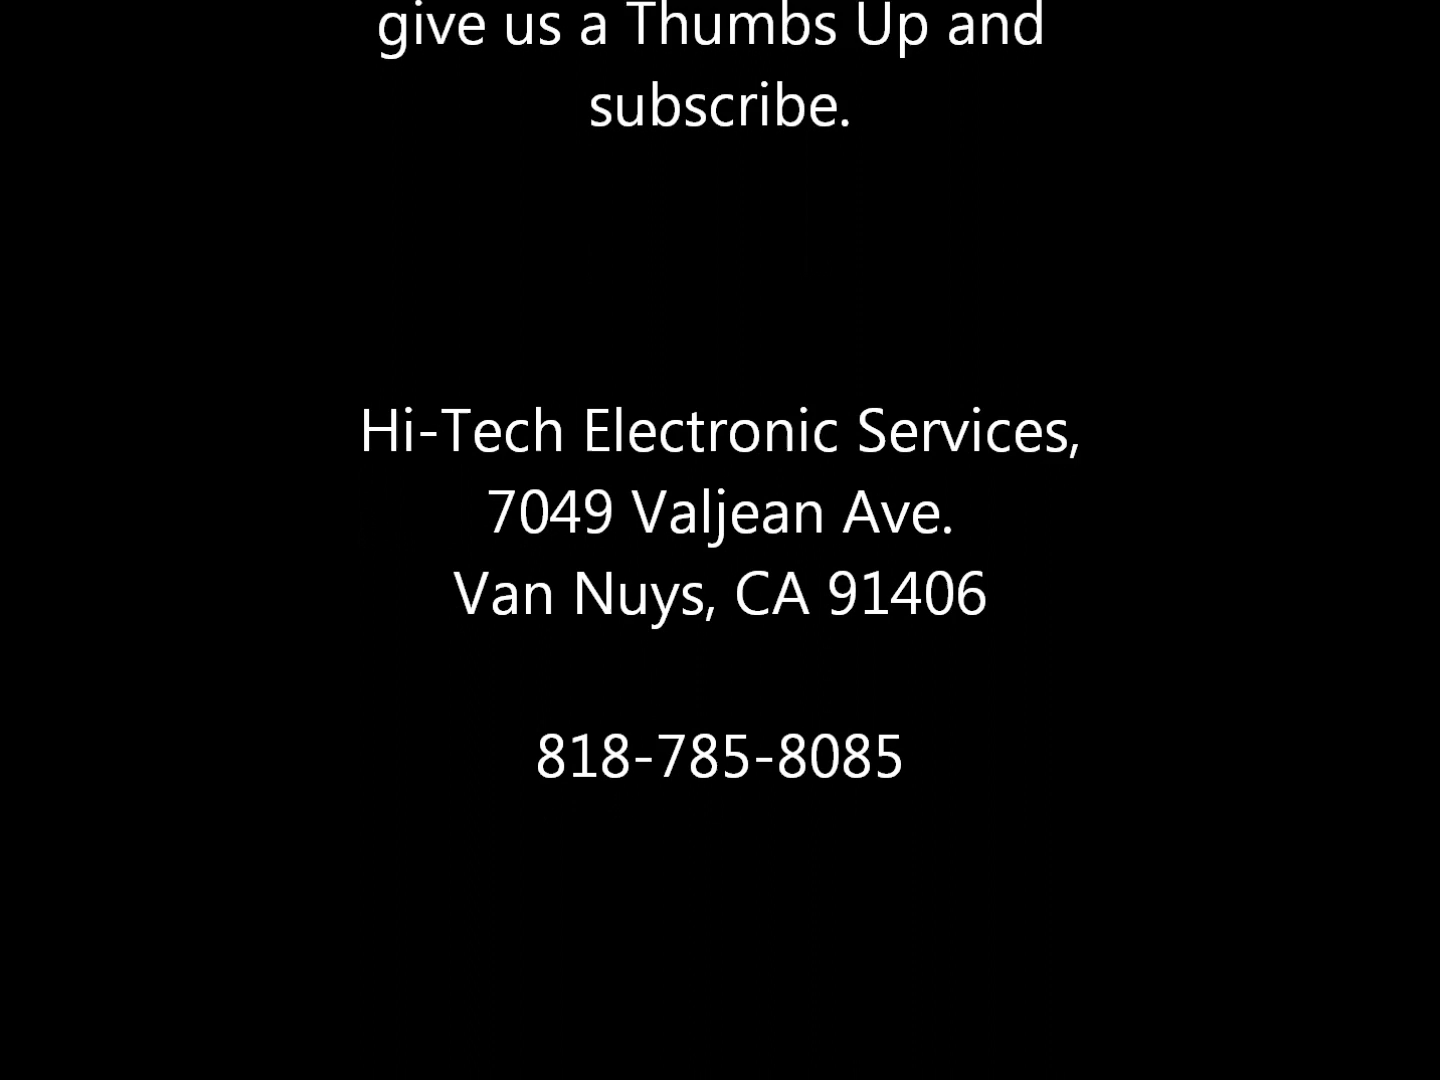 give us a Thumbs Up and
subscribe.
Hi-Tech Electronic Services,
7049 Valjean Ave.
Van Nuys, CA 91406
818-785-8085